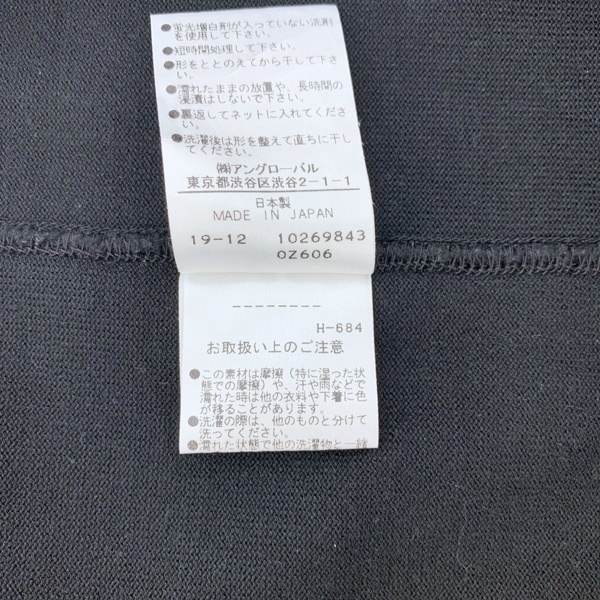 ●蛍光増白剤が入っていない洗剤
を使用して下さい。
●短時間処理して下さい。
●形をととのえてから干して下さい。
●濡れたままの放置や、長時間の
浸漬はしないで下さい。
●裏返してネットに入れてくださ
い。
●洗濯後は形を整えて直ちに干し
てください。
㈱アングローバル
東京都渋谷区渋谷2-1-1
日本製
MADE IN JAPAN
19-12 10269843
0Z606
--------
H-684
お取扱い上のご注意
●この素材は摩擦（特に湿った状
態での摩擦）や、汗や雨などで
濡れた時は他の衣料や下着に色
が移ることがあります。
●洗濯の際は、他のものと分けて
洗ってください。
●濡れた状態で他の洗濯物と一緒